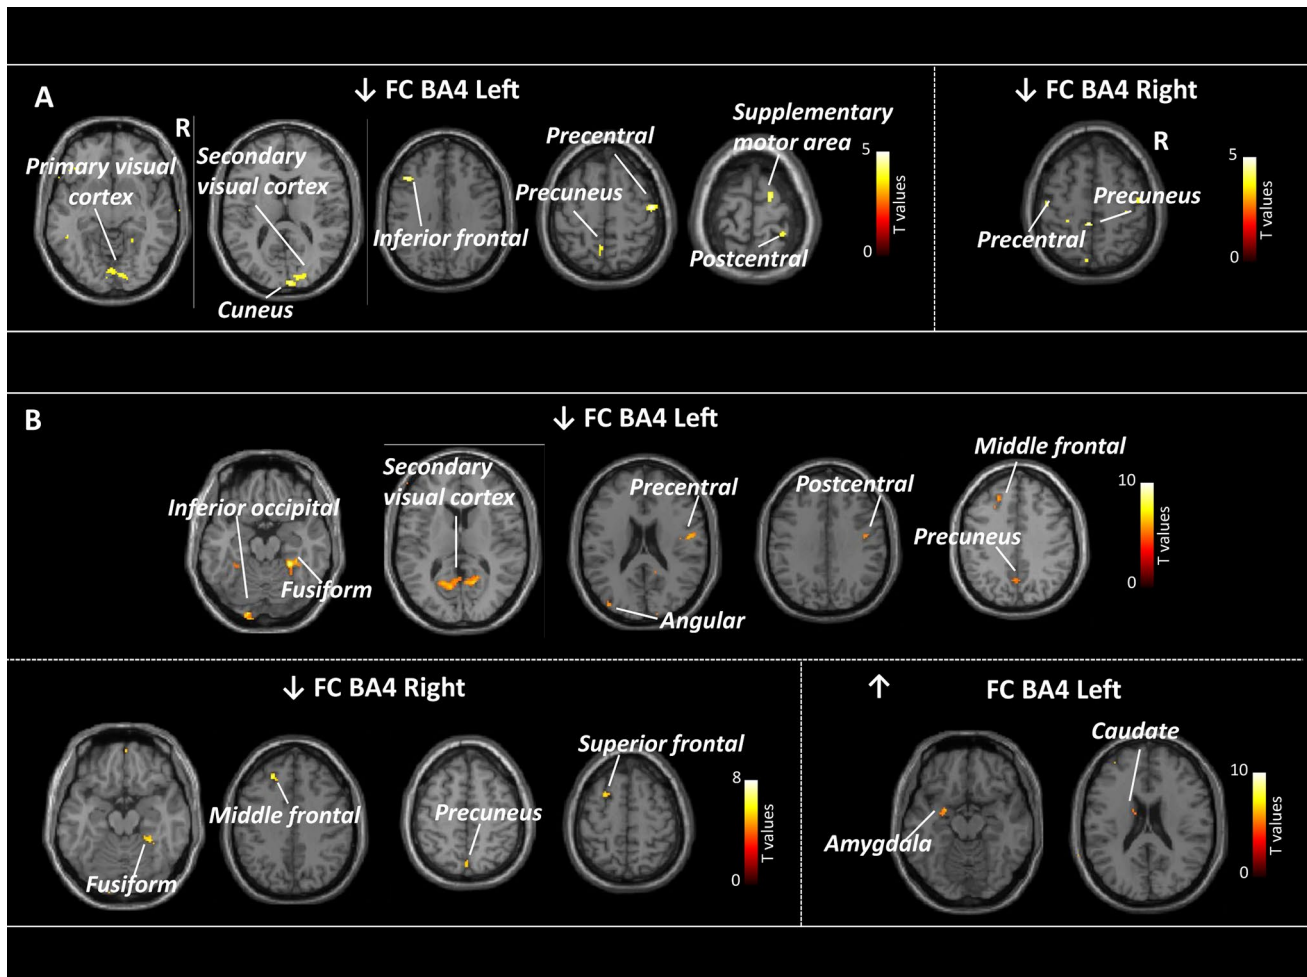 A
↓ FC BA4 Left
R
Primary visual
cortex
Secondary
visual cortex
Cuneus
Inferior frontal
Precentral
Precuneus
Supplementary
motor area
Postcentral
5
0
T values
↓ FC BA4 Right
R
Precuneus
Precentral
5
0
T values
B
↓ FC BA4 Left
Inferior occipital
Fusiform
Secondary
visual cortex
Precentral
Angular
Postcentral
Middle frontal
Precuneus
10
0
T values
↓ FC BA4 Right
Fusiform
Middle frontal
Precuneus
Superior frontal
8
0
T values
↑ FC BA4 Left
Amygdala
Caudate
10
0
T values